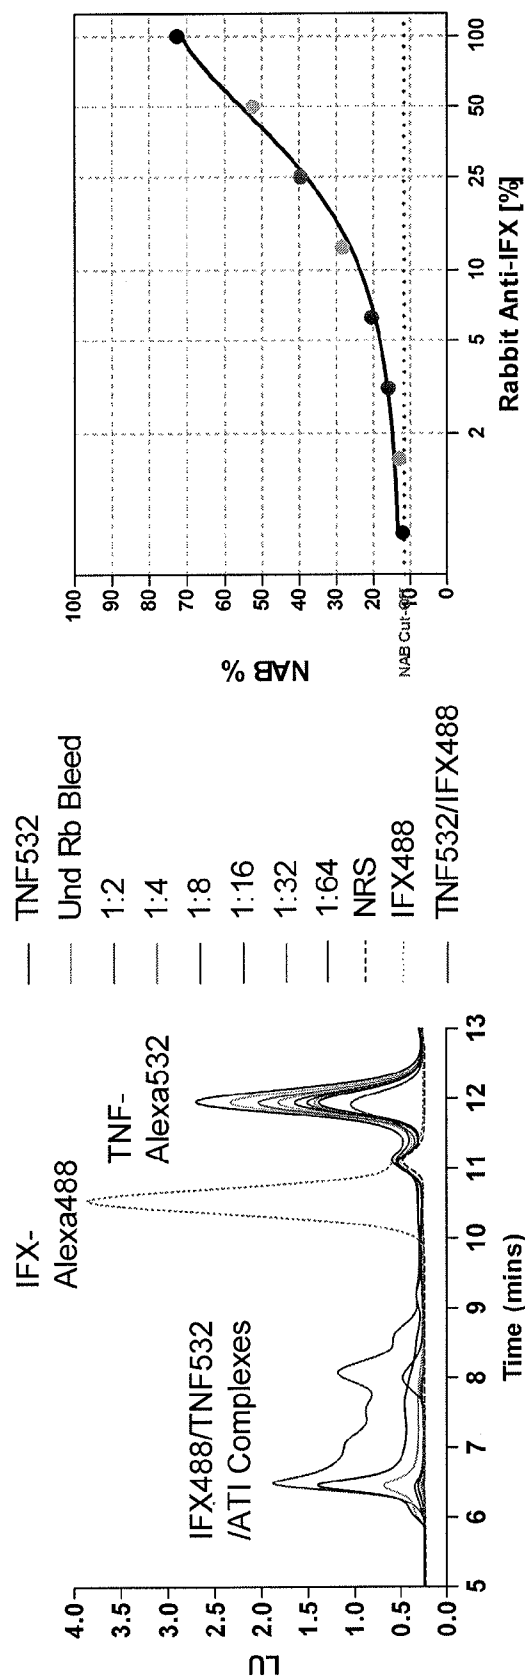 LU
4.0
3.5
3.0
2.5
2.0
1.5
1.0
0.5
0.0
5 6 7 8 9 10 11 12 13
Time (mins)
IFX488/TNF532
/ATI Complexes
IFX-
Alexa488
TNF-
Alexa532
TNF532
Und Rb Bleed
1:2
1:4
1:8
1:16
1:32
1:64
NRS
IFX488
TNF532/IFX488
NAB %
100
90
80
70
60
50
40
30
20
10
0
NAB Cut-Off
2 5 10 25 50 100
Rabbit Anti-IFX [%]